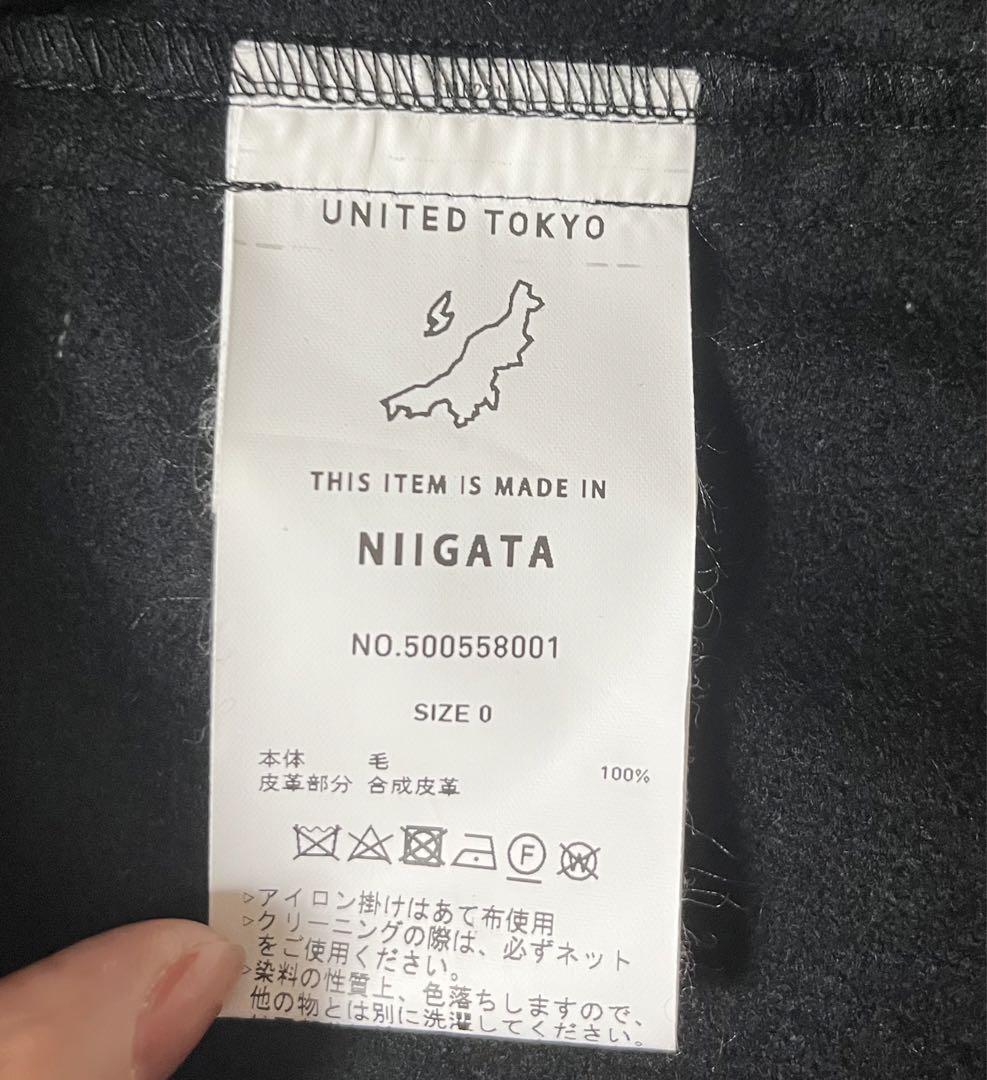 UNITED TOKYO
THIS ITEM IS MADE IN
NIIGATA
NO.500558001
SIZE 0
本体 毛 100%
皮革部分 合成皮革
F
W
▷アイロン掛けはあて布使用
▷クリーニングの際は、必ずネット
をご使用ください。
▷染料の性質上、色落ちしますので、
他の物とは別に洗濯してください。